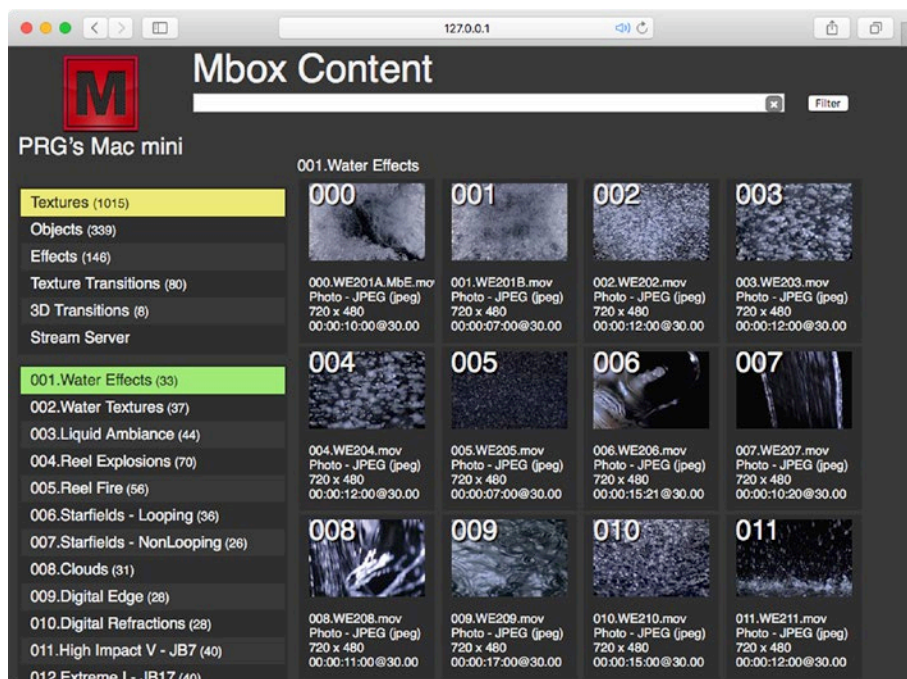 127.0.0.1
Mbox Content
Filter
M
PRG's Mac mini
Textures (1015)
Objects (339)
Effects (146)
Texture Transitions (80)
3D Transitions (8)
Stream Server
001.Water Effects (33)
002.Water Textures (37)
003.Liquid Ambiance (44)
004.Reel Explosions (70)
005.Reel Fire (56)
006.Starfields - Looping (36)
007.Starfields - NonLooping (26)
008.Clouds (31)
009.Digital Edge (28)
010.Digital Refractions (28)
011.High Impact V - JB7 (40)
012.Extreme I - JB17 (40)
001.Water Effects
000
000.WE201A.MbE.mov
Photo - JPEG (jpeg)
720 x 480
00:00:10:00@30.00
001
001.WE201B.mov
Photo - JPEG (jpeg)
720 x 480
00:00:07:00@30.00
002
002.WE202.mov
Photo - JPEG (jpeg)
720 x 480
00:00:12:00@30.00
003
003.WE203.mov
Photo - JPEG (jpeg)
720 x 480
00:00:12:00@30.00
004
004.WE204.mov
Photo - JPEG (jpeg)
720 x 480
00:00:12:00@30.00
005
005.WE205.mov
Photo - JPEG (jpeg)
720 x 480
00:00:07:00@30.00
006
006.WE206.mov
Photo - JPEG (jpeg)
720 x 480
00:00:15:21@30.00
007
007.WE207.mov
Photo - JPEG (jpeg)
720 x 480
00:00:10:20@30.00
008
008.WE208.mov
Photo - JPEG (jpeg)
720 x 480
00:00:11:00@30.00
009
009.WE209.mov
Photo - JPEG (jpeg)
720 x 480
00:00:17:00@30.00
010
010.WE210.mov
Photo - JPEG (jpeg)
720 x 480
00:00:15:00@30.00
011
011.WE211.mov
Photo - JPEG (jpeg)
720 x 480
00:00:12:00@30.00